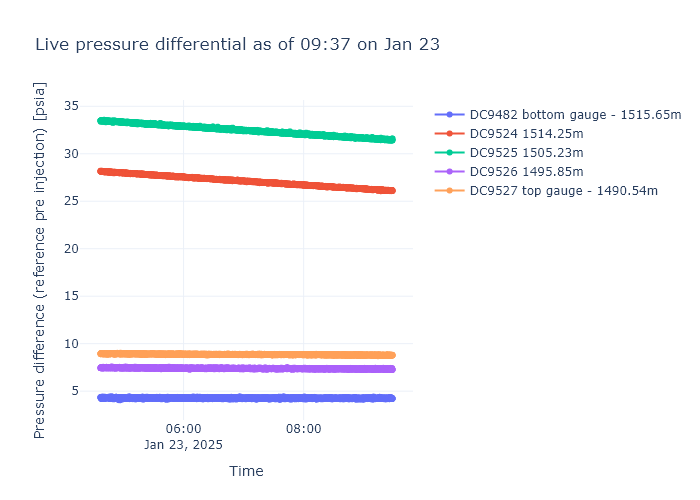 Live pressure differential as of 09:37 on Jan 23
Pressure difference (reference pre injection) [psia]
35
30
25
20
15
10
5
06:00
Jan 23, 2025
08:00
Time
DC9482 bottom gauge - 1515.65m
DC9524 1514.25m
DC9525 1505.23m
DC9526 1495.85m
DC9527 top gauge - 1490.54m